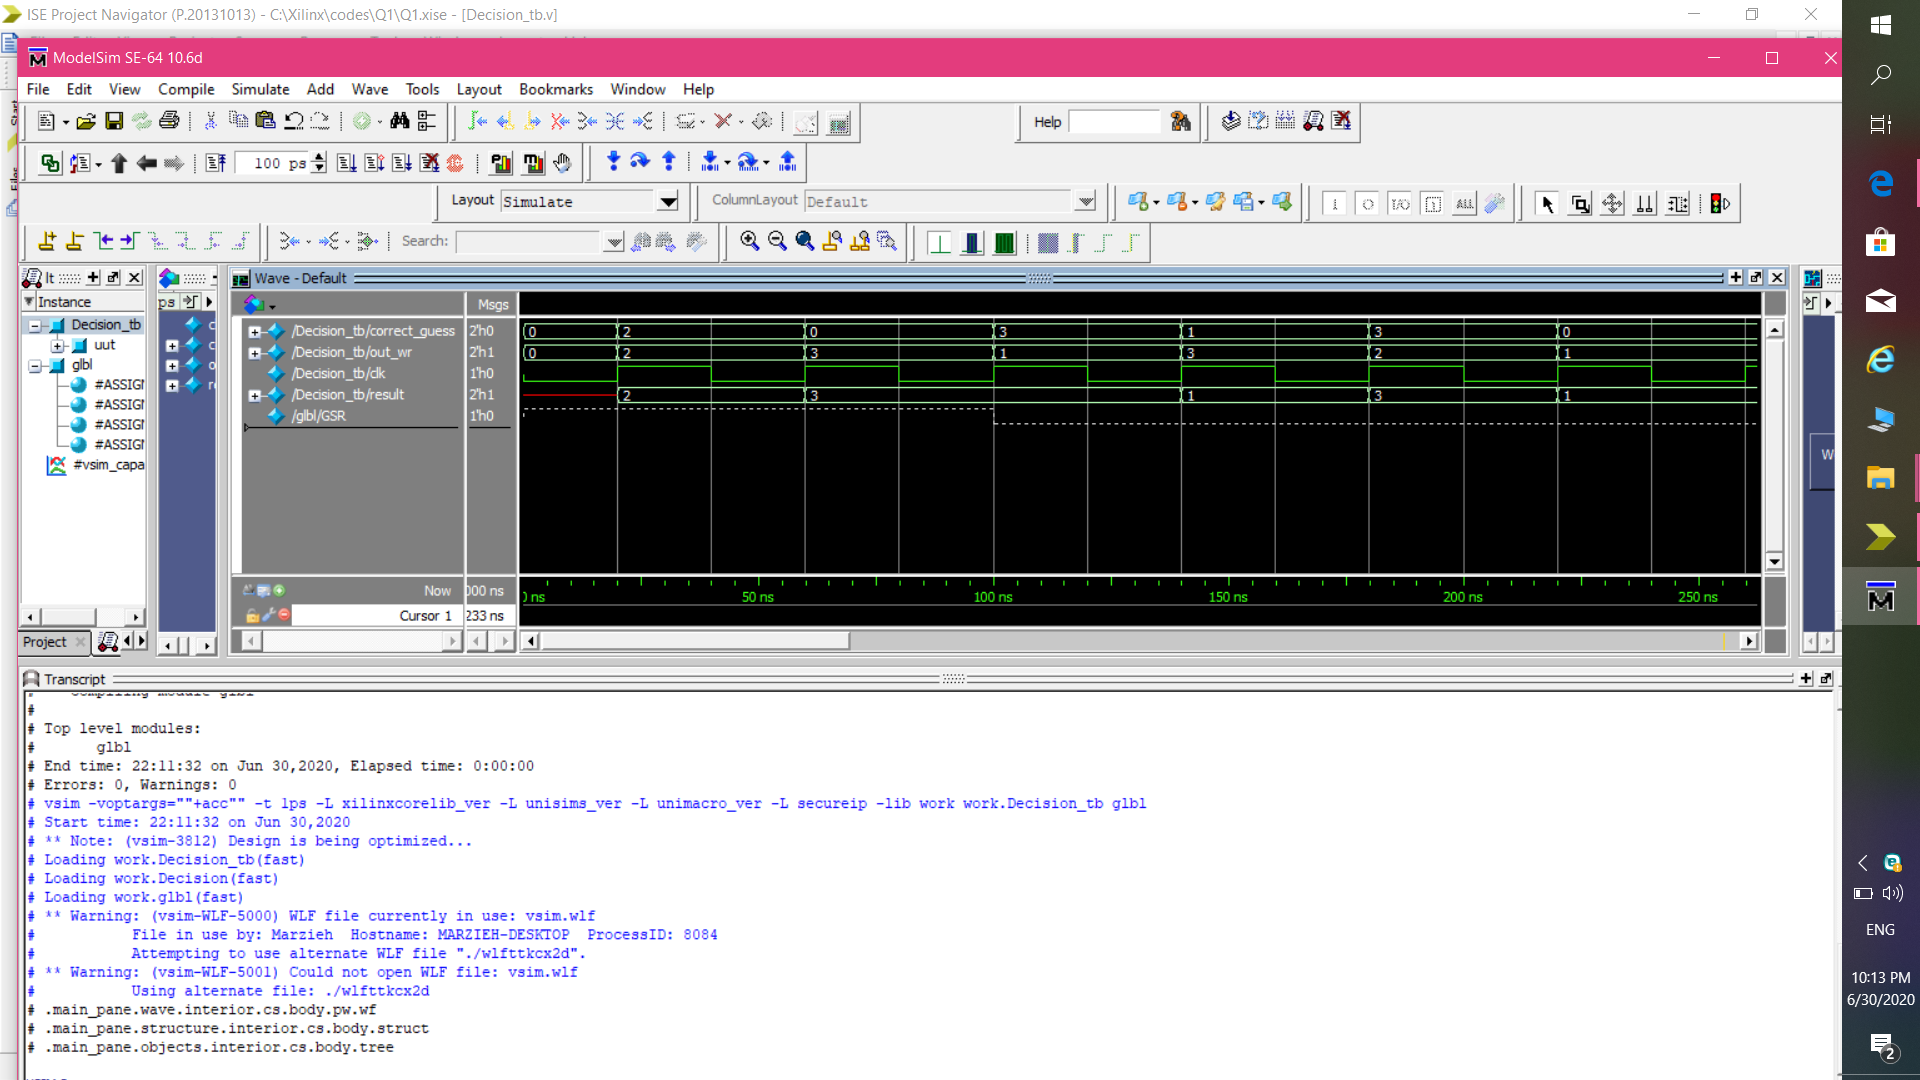 ISE Project Navigator (P.20131013) - C:\Xilinx\codes\Q1\Q1.xise - [Decision_tb.v]
ModelSim SE-64 10.6d
File Edit View Compile Simulate Add Wave Tools Layout Bookmarks Window Help
Help
100 ps
Layout Simulate ColumnLayout Default
Search:
It
Wave - Default
Instance
ps
Msgs
Decision_tb
uut
glbl
#ASSIGI
#ASSIGI
#ASSIGI
#ASSIGI
#vsim_capa
/Decision_tb/correct_guess 2'h0 0 2 0 3 1 3 0
/Decision_tb/out_wr 2'h1 0 2 3 1 3 2 1
/Decision_tb/clk 1'h0
/Decision_tb/result 2'h1 2 3 1 3 1
/glbl/GSR 1'h0
Now 000 ns
Cursor 1 233 ns
ns 50 ns 100 ns 150 ns 200 ns 250 ns
Project
Transcript
# Compiling module glbl
#
# Top level modules:
# glbl
# End time: 22:11:32 on Jun 30,2020, Elapsed time: 0:00:00
# Errors: 0, Warnings: 0
# vsim -voptargs=""+acc"" -t 1ps -L xilinxcorelib_ver -L unisims_ver -L unimacro_ver -L secureip -lib work work.Decision_tb glbl
# Start time: 22:11:32 on Jun 30,2020
# ** Note: (vsim-3812) Design is being optimized...
# Loading work.Decision_tb(fast)
# Loading work.Decision(fast)
# Loading work.glbl(fast)
# ** Warning: (vsim-WLF-5000) WLF file currently in use: vsim.wlf
# File in use by: Marzieh Hostname: MARZIEH-DESKTOP ProcessID: 8084
# Attempting to use alternate WLF file "./wlfttkcx2d".
# ** Warning: (vsim-WLF-5001) Could not open WLF file: vsim.wlf
# Using alternate file: ./wlfttkcx2d
# .main_pane.wave.interior.cs.body.pw.wf
# .main_pane.structure.interior.cs.body.struct
# .main_pane.objects.interior.cs.body.tree
ENG
10:13 PM
6/30/2020
2